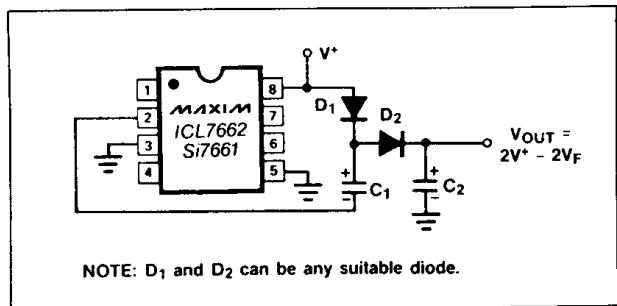 V⁺
1
8
MAXIM
2
7
ICL7662
3
6
Si7661
4
5
D₁
D₂
+
−
C₁
+
−
C₂
VOUT =
2V⁺ − 2VF
NOTE: D₁ and D₂ can be any suitable diode.